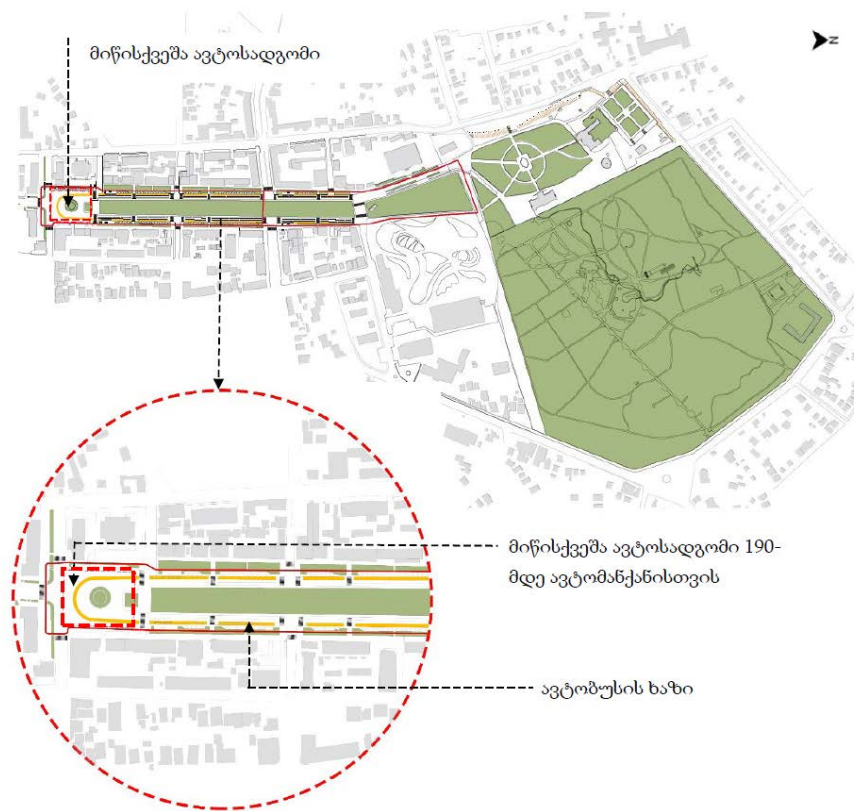 მიწისქვეშა ავტოსადგომი
N
მიწისქვეშა ავტოსადგომი 190-
მდე ავტომანქანისთვის
ავტობუსის ხაზი